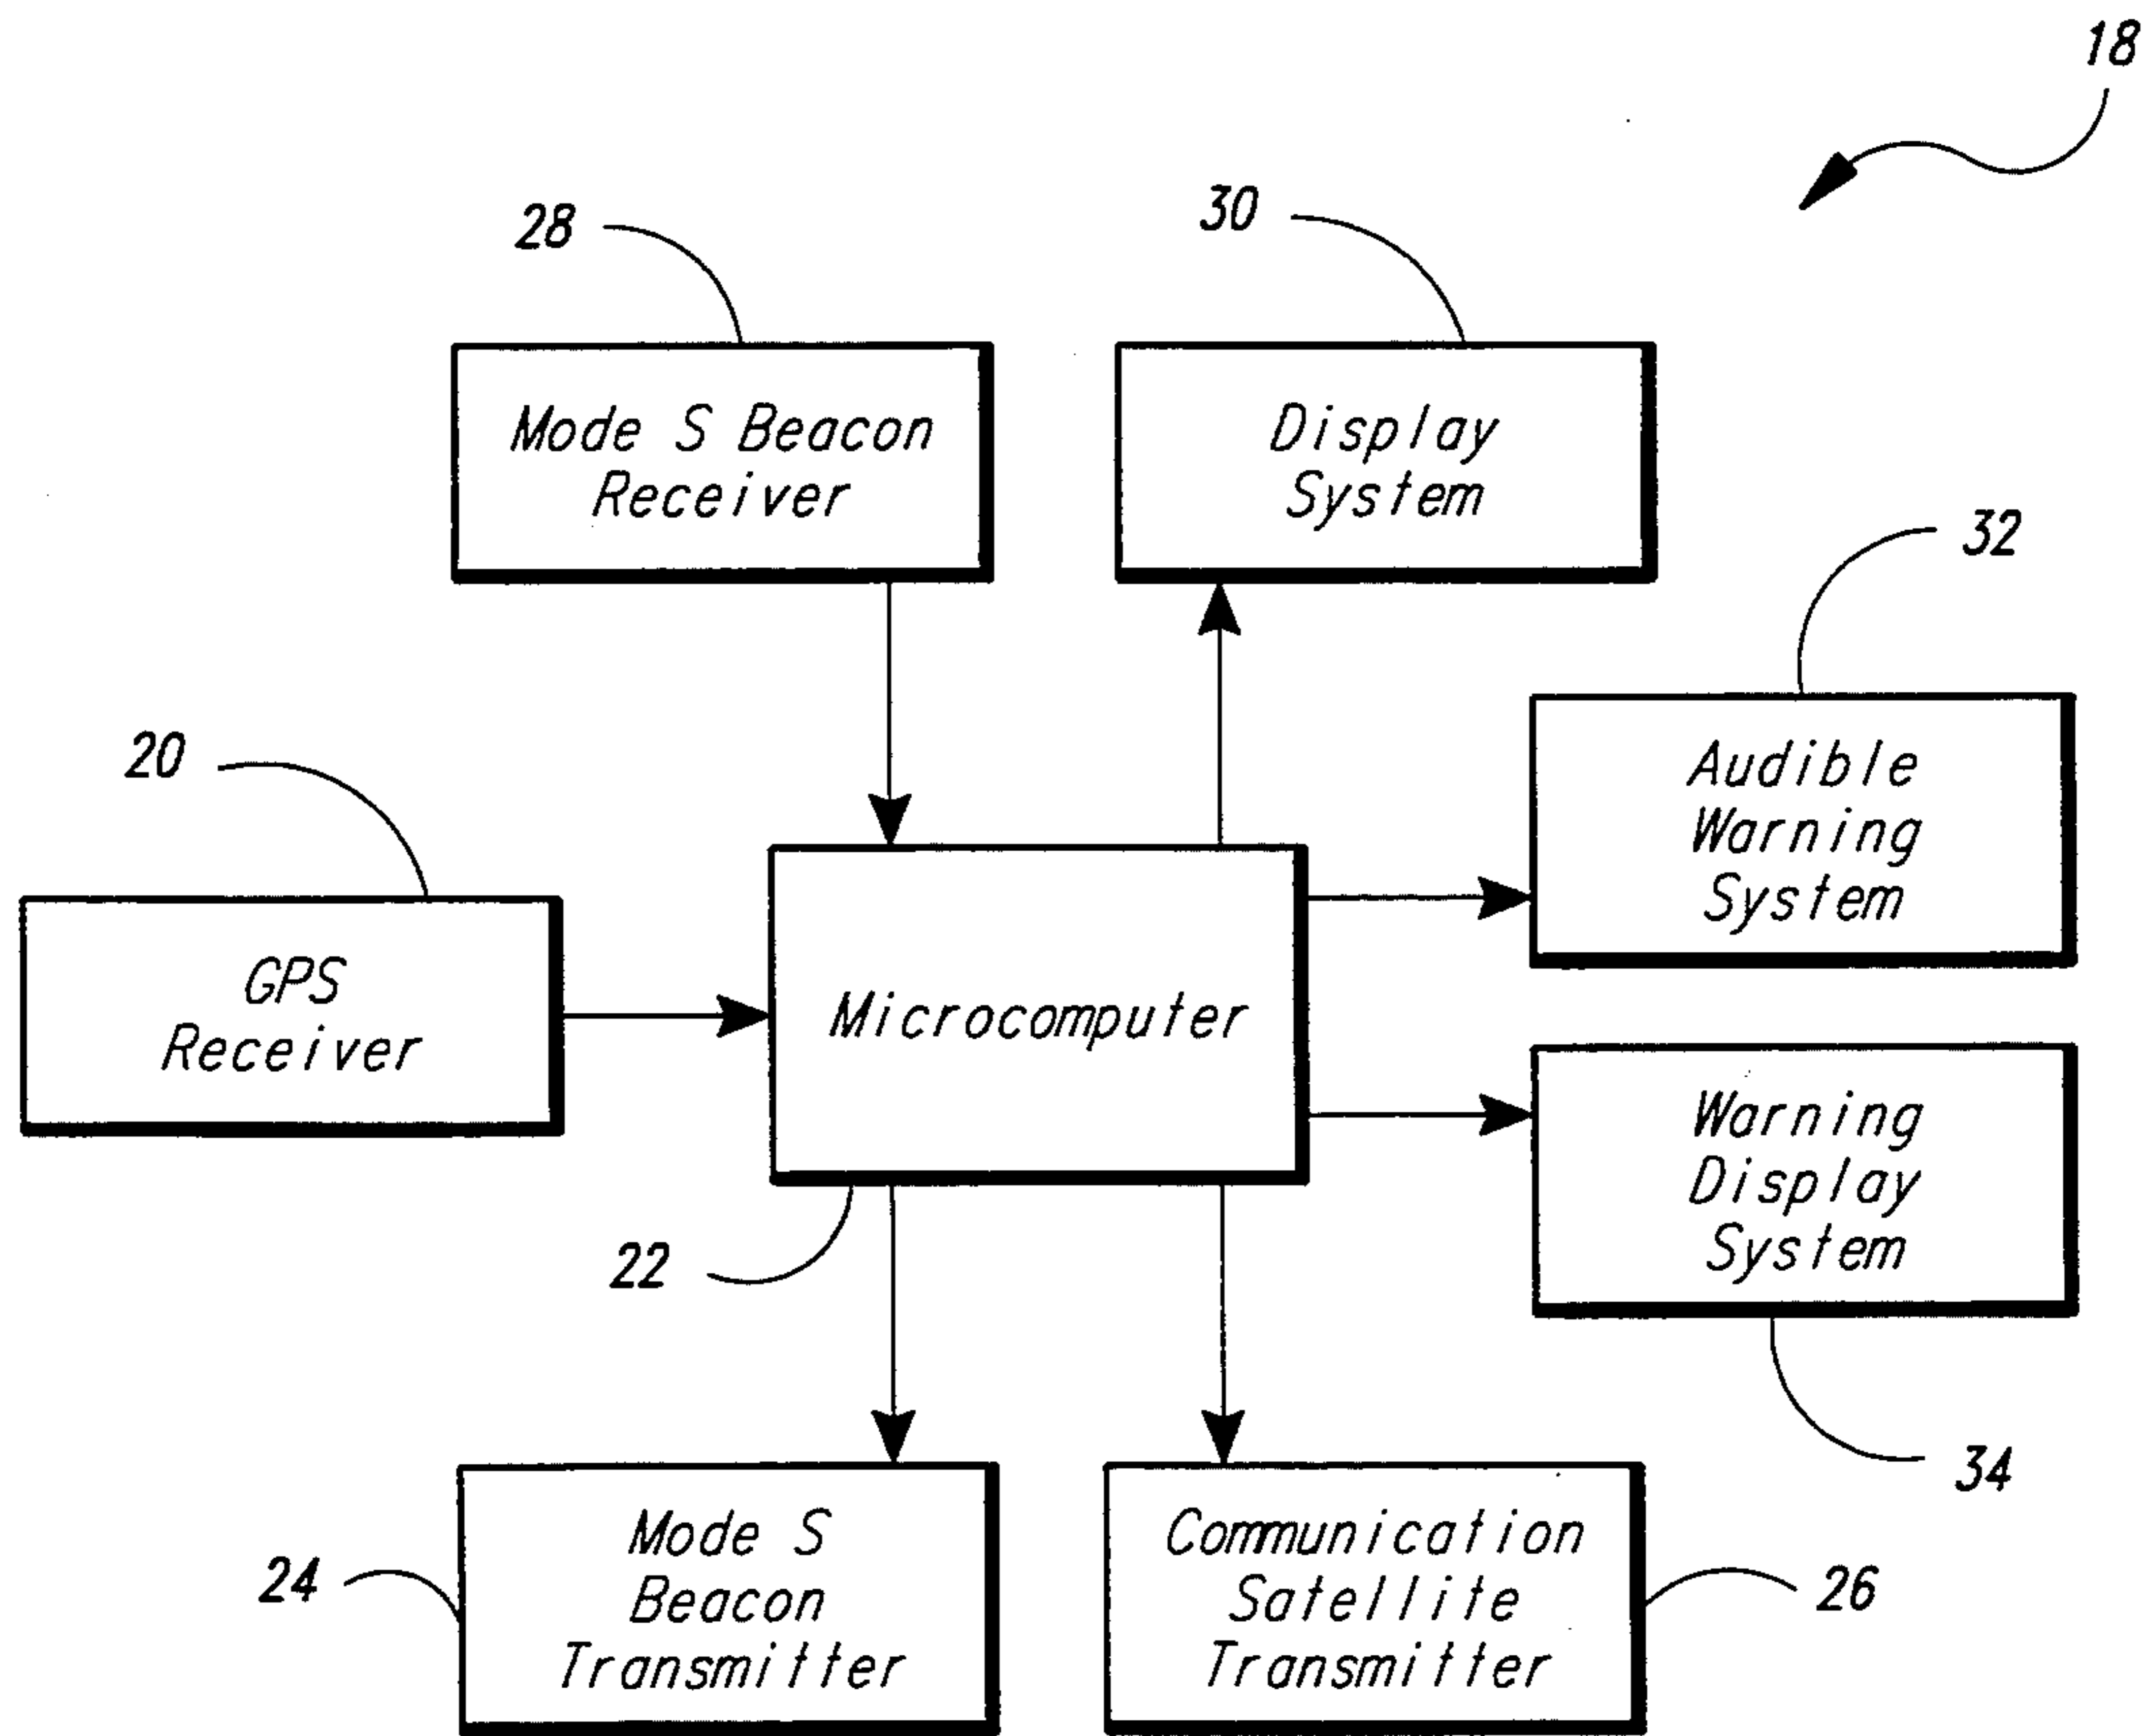 18
28
30
Mode S Beacon
Receiver
Display
System
32
20
Audible
Warning
System
GPS
Receiver
Microcomputer
Warning
Display
System
22
34
24
Mode S
Beacon
Transmitter
Communication
Satellite
Transmitter
26